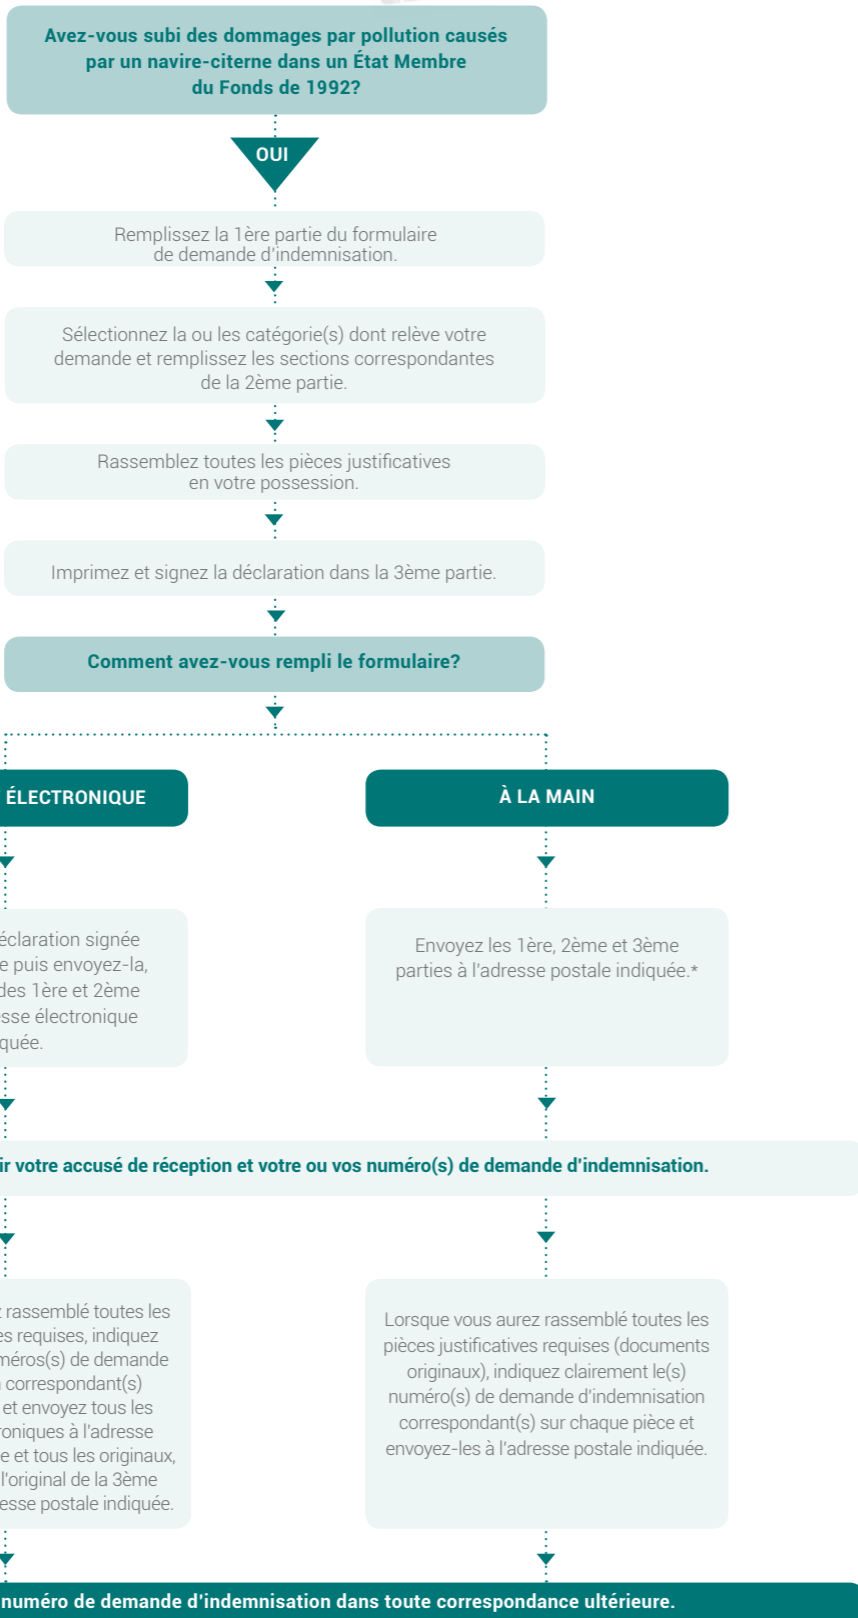 Avez-vous subi des dommages par pollution causés
par un navire-citerne dans un État Membre
du Fonds de 1992?
OUI
Remplissez la 1ère partie du formulaire
de demande d'indemnisation.
Sélectionnez la ou les catégorie(s) dont relève votre
demande et remplissez les sections correspondantes
de la 2ème partie.
Rassemblez toutes les pièces justificatives
en votre possession.
Imprimez et signez la déclaration dans la 3ème partie.
Comment avez-vous rempli le formulaire?
ÉLECTRONIQUE
éclaration signée
e puis envoyez-la,
des 1ère et 2ème
sse électronique
quée.
À LA MAIN
Envoyez les 1ère, 2ème et 3ème
parties à l'adresse postale indiquée.*
ir votre accusé de réception et votre ou vos numéro(s) de demande d'indemnisation.
z rassemblé toutes les
es requises, indiquez
méros(s) de demande
correspondant(s)
et envoyez tous les
roniques à l'adresse
e et tous les originaux,
l'original de la 3ème
esse postale indiquée.
Lorsque vous aurez rassemblé toutes les
pièces justificatives requises (documents
originaux), indiquez clairement le(s)
numéro(s) de demande d'indemnisation
correspondant(s) sur chaque pièce et
envoyez-les à l'adresse postale indiquée.
numéro de demande d'indemnisation dans toute correspondance ultérieure.